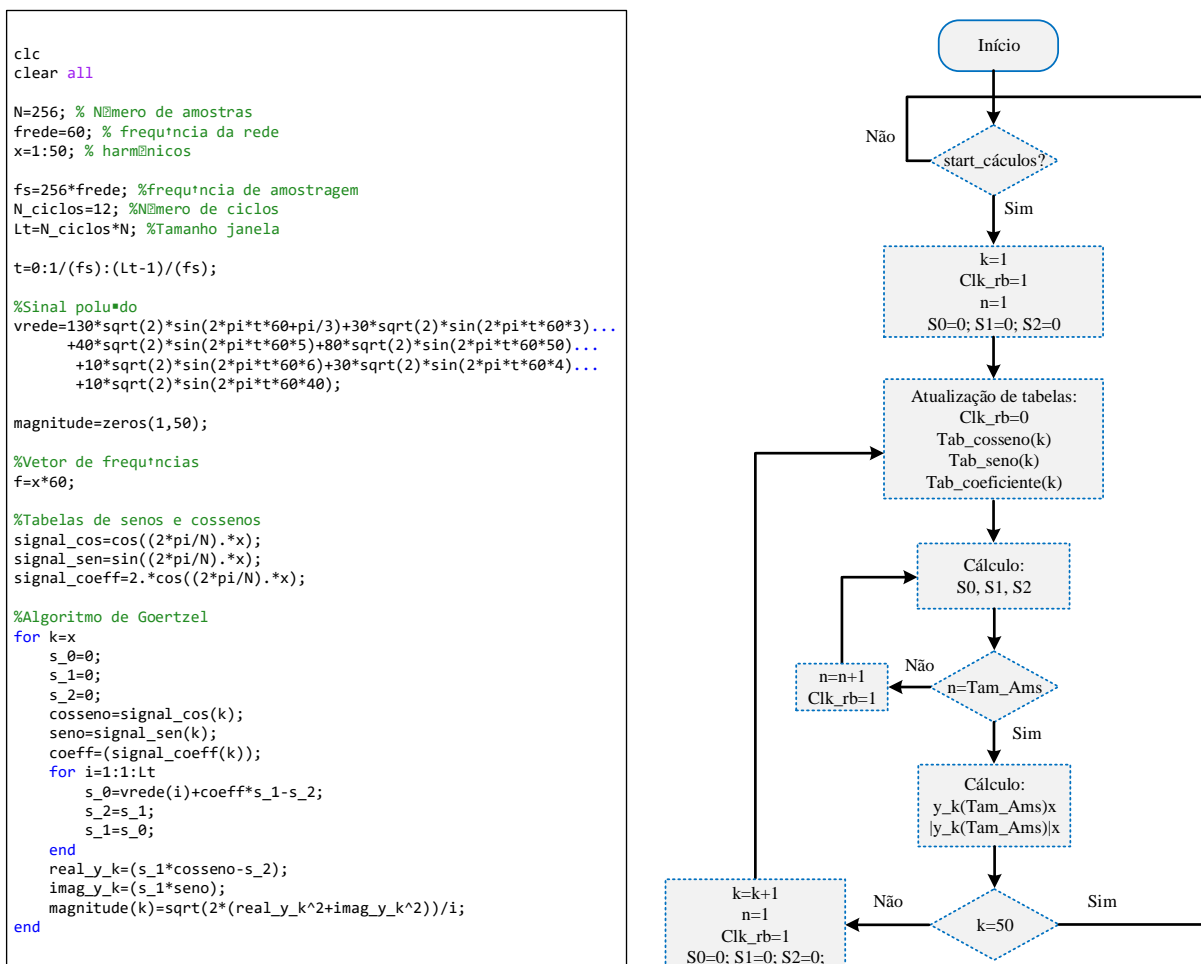 clc
clear all
N=256; % N�mero de amostras
frede=60; % frequ�ncia da rede
x=1:50; % harm�nicos
fs=256*frede; %frequ�ncia de amostragem
N_ciclos=12; %N�mero de ciclos
Lt=N_ciclos*N; %Tamanho janela
t=0:1/(fs):(Lt-1)/(fs);
%Sinal polu▪do
vrede=130*sqrt(2)*sin(2*pi*t*60+pi/3)+30*sqrt(2)*sin(2*pi*t*60*3)...
+40*sqrt(2)*sin(2*pi*t*60*5)+80*sqrt(2)*sin(2*pi*t*60*50)...
+10*sqrt(2)*sin(2*pi*t*60*6)+30*sqrt(2)*sin(2*pi*t*60*4)...
+10*sqrt(2)*sin(2*pi*t*60*40);
magnitude=zeros(1,50);
%Vetor de frequ�ncias
f=x*60;
%Tabelas de senos e cossenos
signal_cos=cos((2*pi/N).*x);
signal_sen=sin((2*pi/N).*x);
signal_coeff=2.*cos((2*pi/N).*x);
%Algoritmo de Goertzel
for k=x
s_0=0;
s_1=0;
s_2=0;
cosseno=signal_cos(k);
seno=signal_sen(k);
coeff=(signal_coeff(k));
for i=1:1:Lt
s_0=vrede(i)+coeff*s_1-s_2;
s_2=s_1;
s_1=s_0;
end
real_y_k=(s_1*cosseno-s_2);
imag_y_k=(s_1*seno);
magnitude(k)=sqrt(2*(real_y_k^2+imag_y_k^2))/i;
end
Início
Não
start_cáculos?
Sim
k=1
Clk_rb=1
n=1
S0=0; S1=0; S2=0
Atualização de tabelas:
Clk_rb=0
Tab_cosseno(k)
Tab_seno(k)
Tab_coeficiente(k)
Cálculo:
S0, S1, S2
Não
n=n+1
Clk_rb=1
n=Tam_Ams
Sim
Cálculo:
y_k(Tam_Ams)x
|y_k(Tam_Ams)|x
k=k+1
n=1
Clk_rb=1
S0=0; S1=0; S2=0;
Não
k=50
Sim